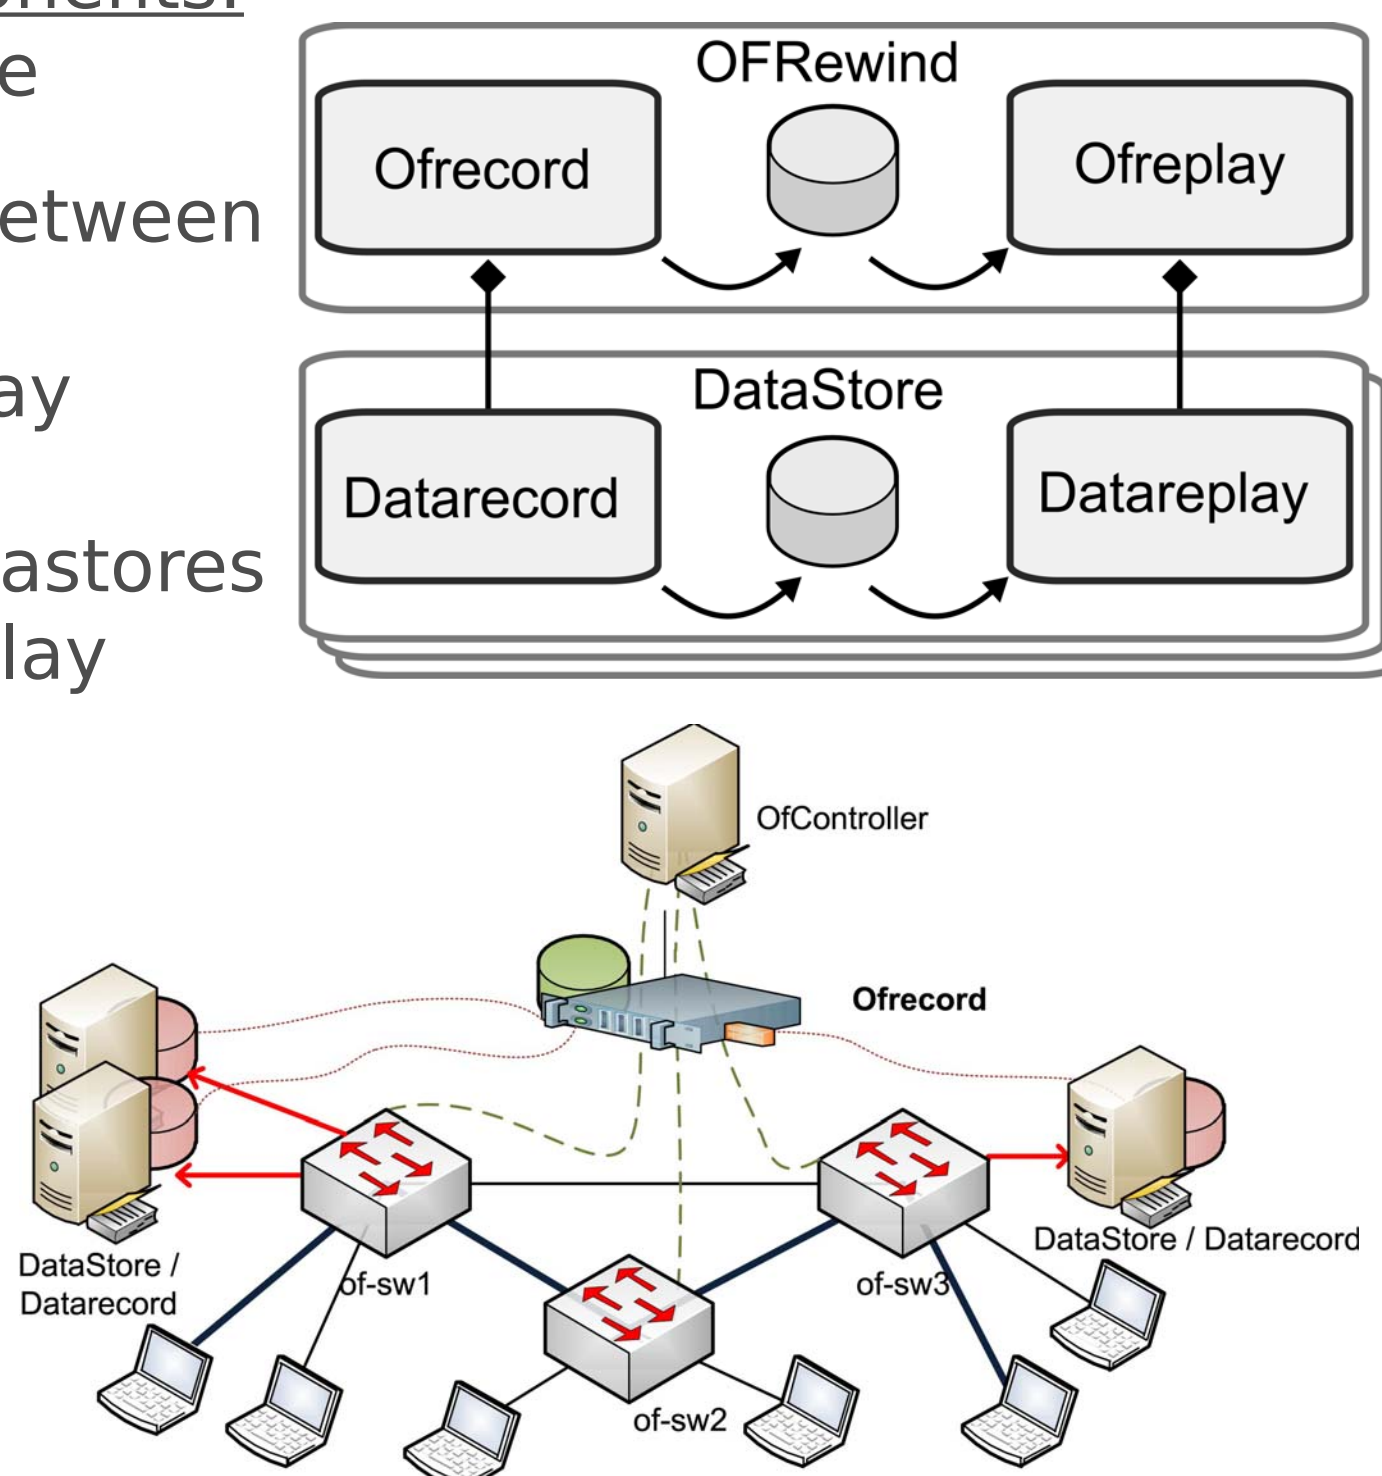 e
etween
ay
astores
lay
OFRewind
Ofrecord
Ofreplay
DataStore
Datarecord
Datareplay
OfController
Ofrecord
DataStore /
Datarecord
of-sw1
of-sw2
of-sw3
DataStore / Datarecord